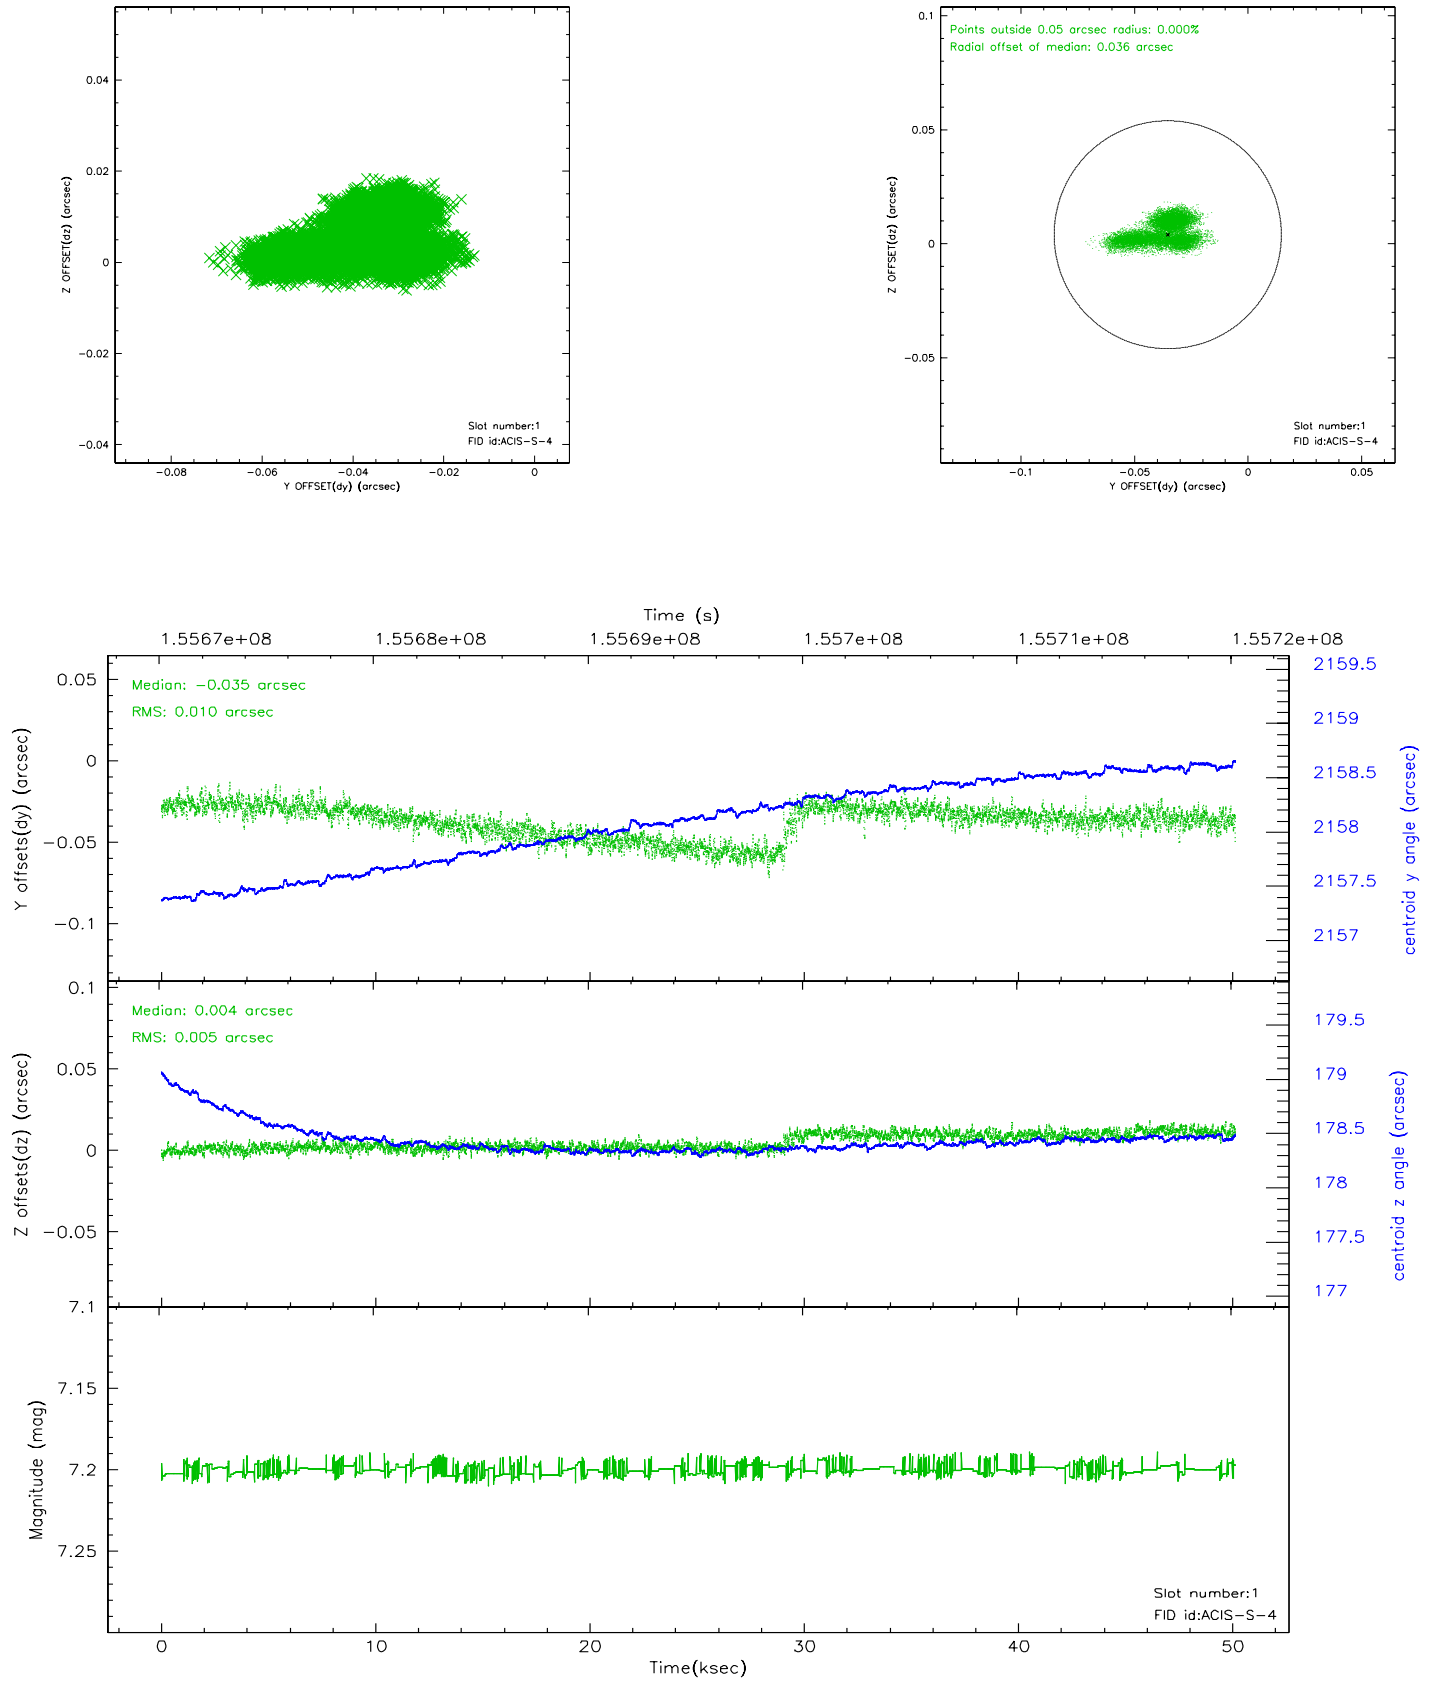 0.04
0.02
0
−0.02
−0.04
Z OFFSET(dz) (arcsec)
−0.08
−0.06
−0.04
−0.02
0
Y OFFSET(dy) (arcsec)
Slot number:1
FID id:ACIS−S−4
Points outside 0.05 arcsec radius: 0.000%
Radial offset of median: 0.036 arcsec
0.1
0.05
0
−0.05
Z OFFSET(dz) (arcsec)
−0.1
−0.05
0
0.05
Y OFFSET(dy) (arcsec)
Slot number:1
FID id:ACIS−S−4
Time (s)
1.5567e+08
1.5568e+08
1.5569e+08
1.557e+08
1.5571e+08
1.5572e+08
Median: −0.035 arcsec
RMS: 0.010 arcsec
0.05
0
−0.05
−0.1
Y offsets(dy) (arcsec)
2159.5
2159
2158.5
2158
2157.5
2157
centroid y angle (arcsec)
Median: 0.004 arcsec
RMS: 0.005 arcsec
0.1
0.05
0
−0.05
Z offsets(dz) (arcsec)
179.5
179
178.5
178
177.5
177
centroid z angle (arcsec)
7.1
7.15
7.2
7.25
Magnitude (mag)
Slot number:1
FID id:ACIS−S−4
0
10
20
30
40
50
Time(ksec)